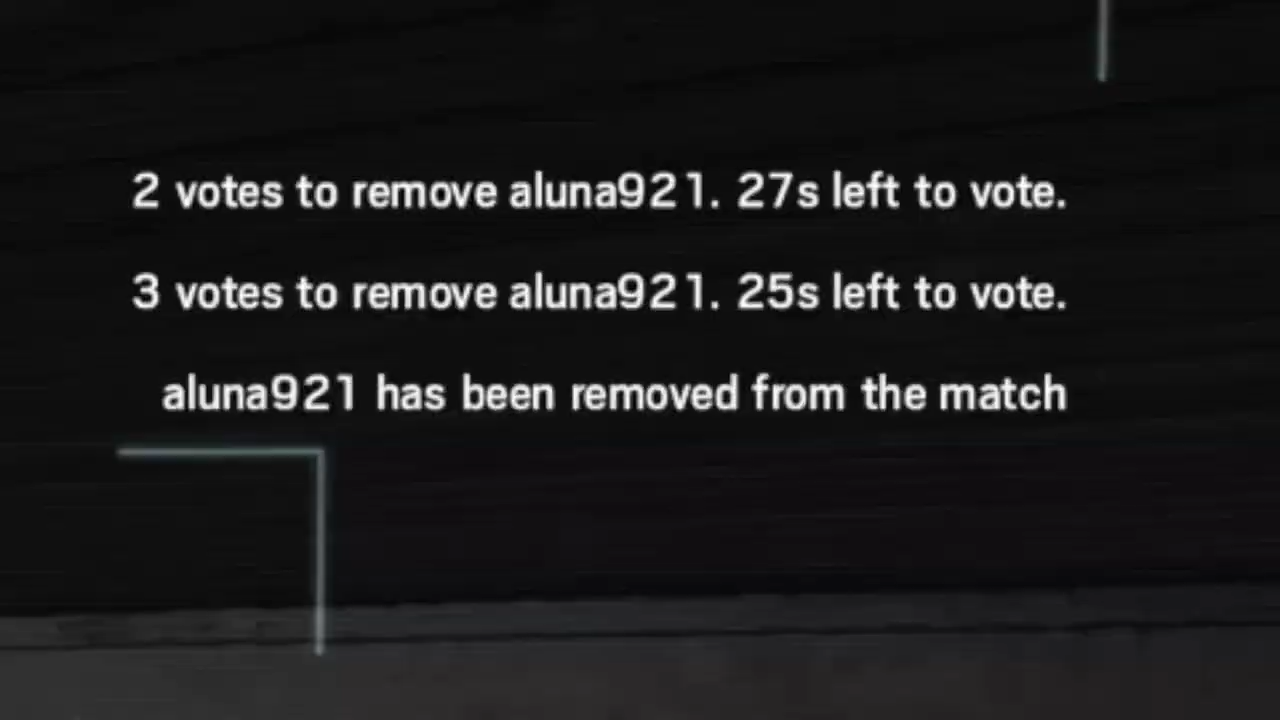 2 votes to remove aluna921. 27s left to vote.
3 votes to remove aluna921. 25s left to vote.
aluna921 has been removed from the match